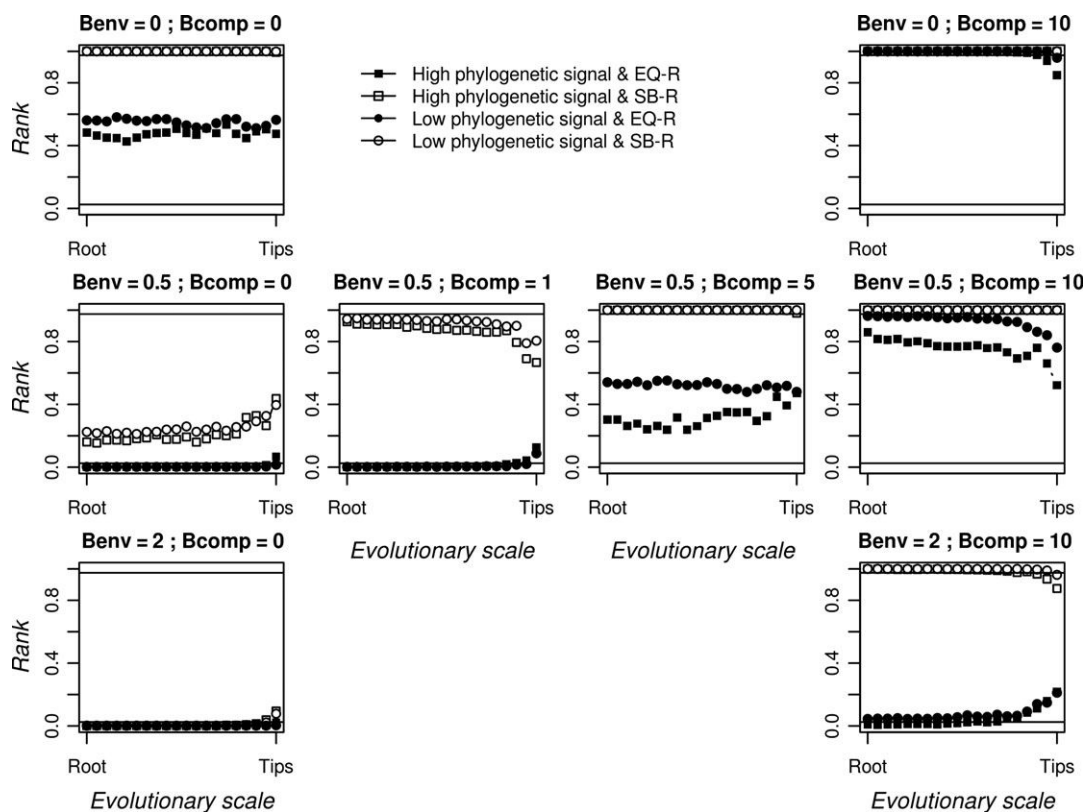 Benv = 0 ; Bcomp = 0
Benv = 0 ; Bcomp = 10
High phylogenetic signal & EQ-R
High phylogenetic signal & SB-R
Low phylogenetic signal & EQ-R
Low phylogenetic signal & SB-R
Rank
0.8
0.4
0.0
0.8
0.4
0.0
Root Tips
Root Tips
Benv = 0.5 ; Bcomp = 0
Benv = 0.5 ; Bcomp = 1
Benv = 0.5 ; Bcomp = 5
Benv = 0.5 ; Bcomp = 10
Rank
0.8
0.4
0.0
0.8
0.4
0.0
0.8
0.4
0.0
0.8
0.4
0.0
Root Tips
Root Tips
Root Tips
Root Tips
Evolutionary scale
Evolutionary scale
Benv = 2 ; Bcomp = 0
Benv = 2 ; Bcomp = 10
Rank
0.8
0.4
0.0
0.8
0.4
0.0
Root Tips
Root Tips
Evolutionary scale
Evolutionary scale